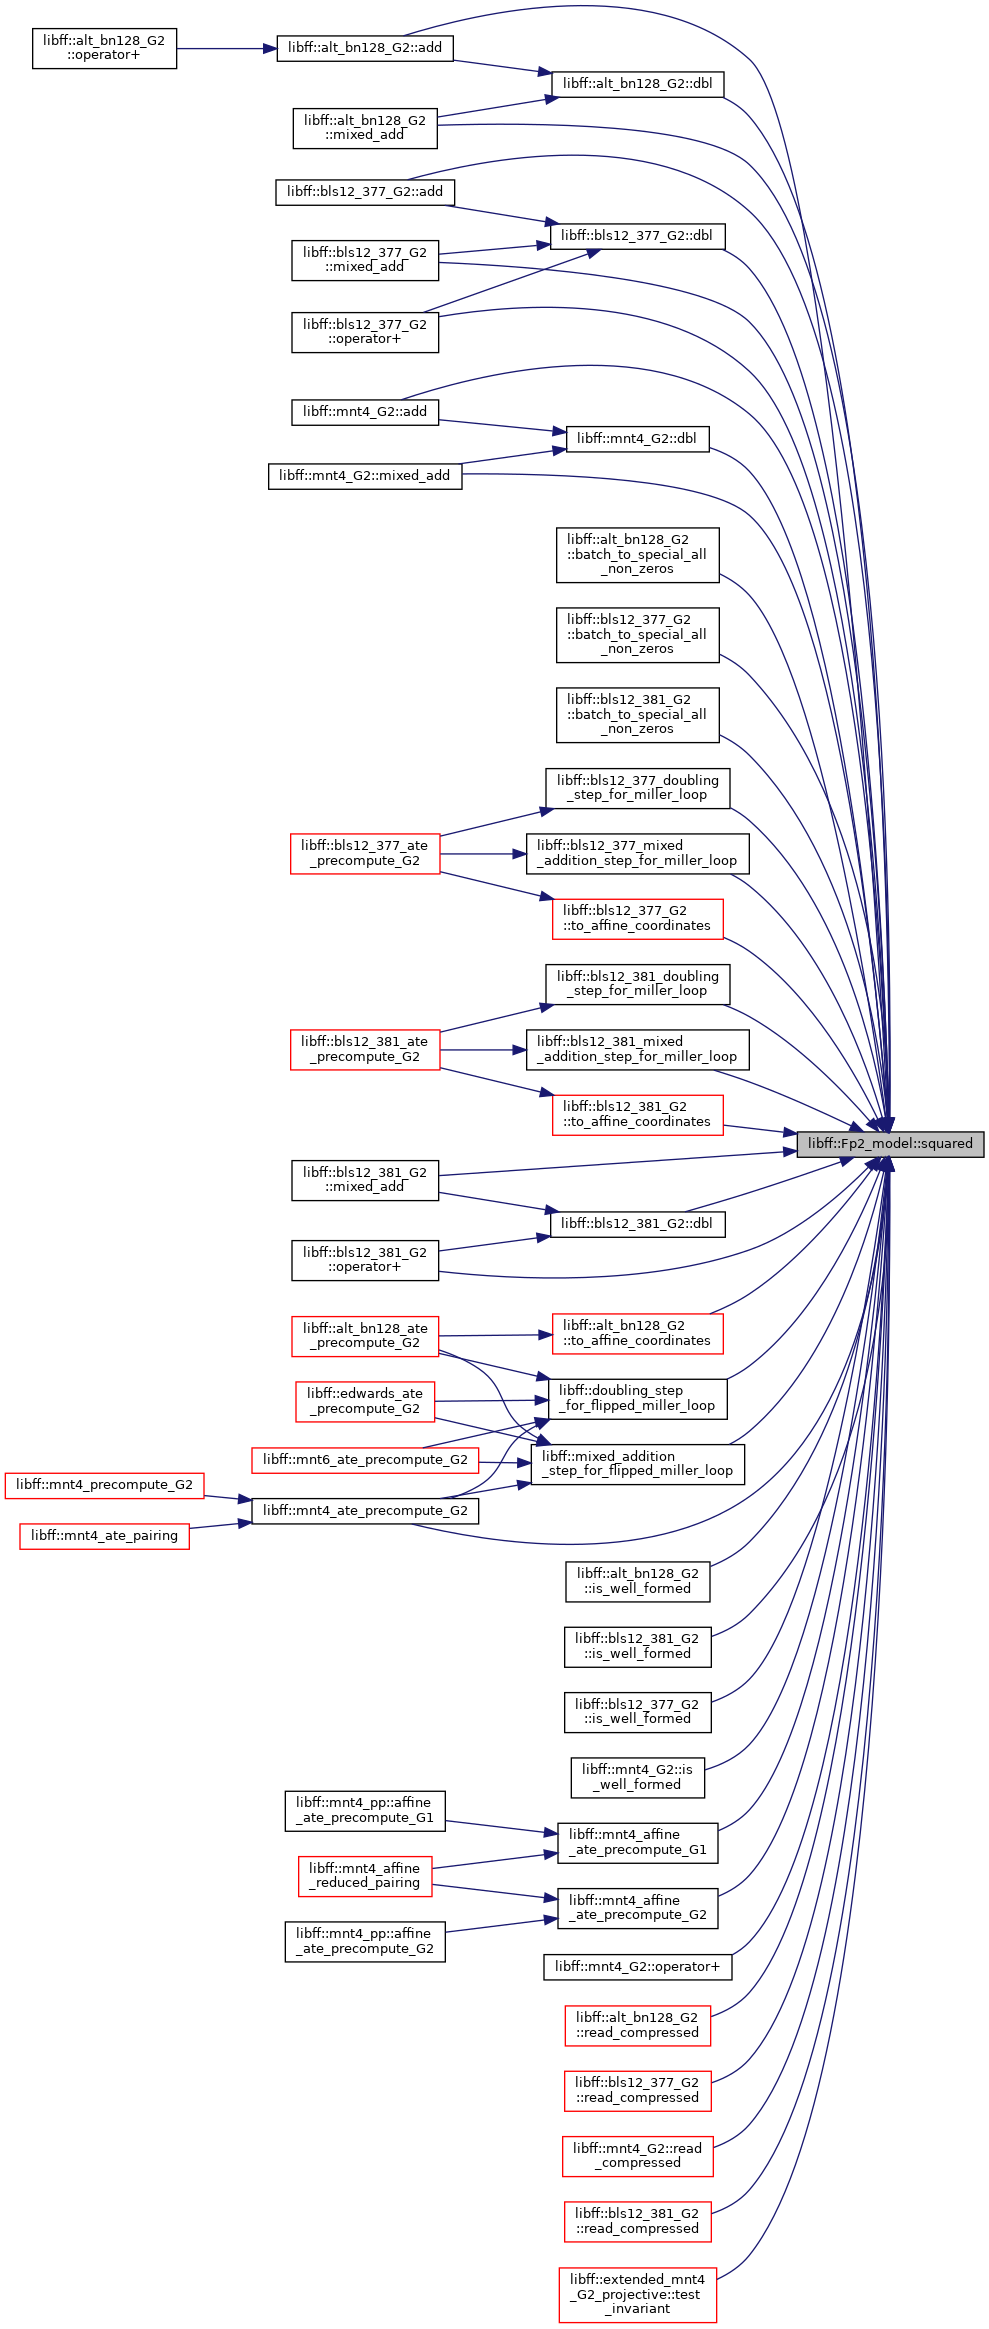 libff::alt_bn128_G2
::operator+
libff::alt_bn128_G2::add
libff::alt_bn128_G2::dbl
libff::alt_bn128_G2
::mixed_add
libff::bls12_377_G2::add
libff::bls12_377_G2::dbl
libff::bls12_377_G2
::mixed_add
libff::bls12_377_G2
::operator+
libff::mnt4_G2::add
libff::mnt4_G2::dbl
libff::mnt4_G2::mixed_add
libff::alt_bn128_G2
::batch_to_special_all
_non_zeros
libff::bls12_377_G2
::batch_to_special_all
_non_zeros
libff::bls12_381_G2
::batch_to_special_all
_non_zeros
libff::bls12_377_doubling
_step_for_miller_loop
libff::bls12_377_ate
_precompute_G2
libff::bls12_377_mixed
_addition_step_for_miller_loop
libff::bls12_377_G2
::to_affine_coordinates
libff::bls12_381_doubling
_step_for_miller_loop
libff::bls12_381_ate
_precompute_G2
libff::bls12_381_mixed
_addition_step_for_miller_loop
libff::bls12_381_G2
::to_affine_coordinates
libff::Fp2_model::squared
libff::bls12_381_G2
::mixed_add
libff::bls12_381_G2::dbl
libff::bls12_381_G2
::operator+
libff::alt_bn128_ate
_precompute_G2
libff::alt_bn128_G2
::to_affine_coordinates
libff::edwards_ate
_precompute_G2
libff::doubling_step
_for_flipped_miller_loop
libff::mnt6_ate_precompute_G2
libff::mixed_addition
_step_for_flipped_miller_loop
libff::mnt4_precompute_G2
libff::mnt4_ate_precompute_G2
libff::mnt4_ate_pairing
libff::alt_bn128_G2
::is_well_formed
libff::bls12_381_G2
::is_well_formed
libff::bls12_377_G2
::is_well_formed
libff::mnt4_G2::is
_well_formed
libff::mnt4_pp::affine
_ate_precompute_G1
libff::mnt4_affine
_ate_precompute_G1
libff::mnt4_affine
_reduced_pairing
libff::mnt4_affine
_ate_precompute_G2
libff::mnt4_pp::affine
_ate_precompute_G2
libff::mnt4_G2::operator+
libff::alt_bn128_G2
::read_compressed
libff::bls12_377_G2
::read_compressed
libff::mnt4_G2::read
_compressed
libff::bls12_381_G2
::read_compressed
libff::extended_mnt4
_G2_projective::test
_invariant